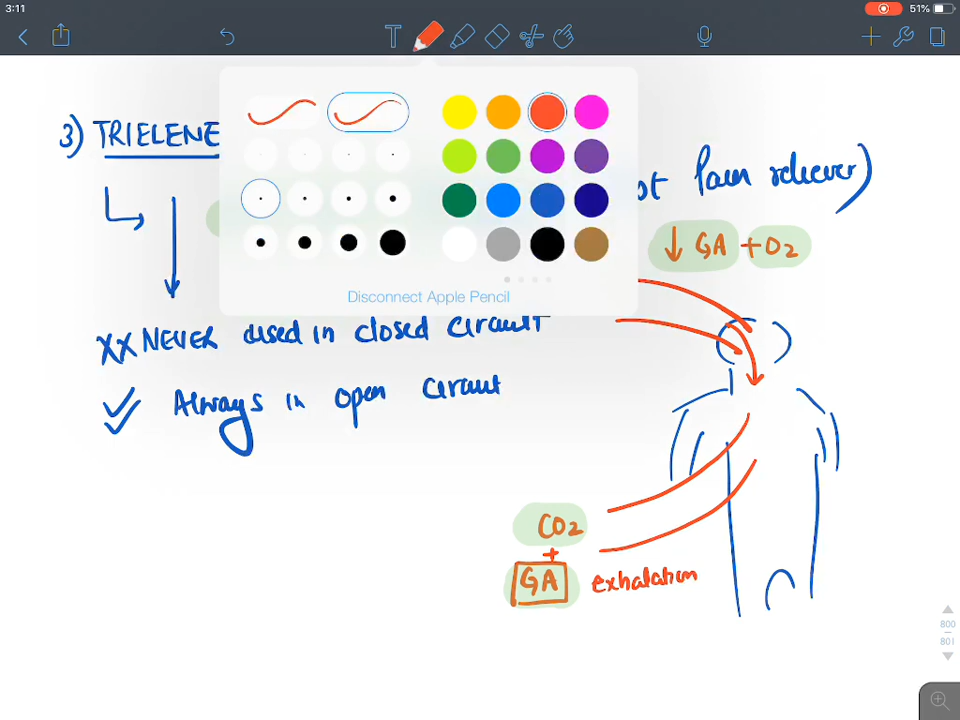 3:11
51%
T
3) TRIELENE
ot Pain reliever)
↓ GA + O2
Disconnect Apple Pencil
XX NEVER used in closed circuit
✓✓ Always in open circuit
CO2
+
GA exhalation
800
801